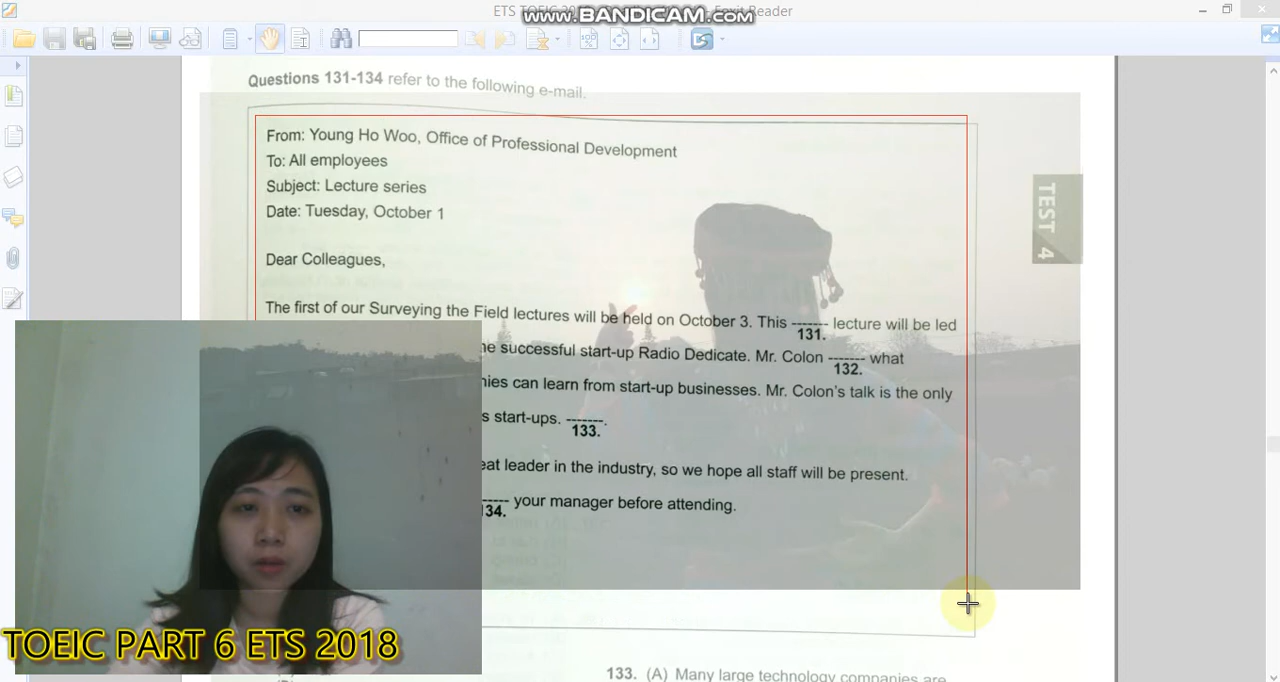 ETS TOEIC
Reader
www.BANDICAM.com
Questions 131-134 refer to the following e-mail.
From: Young Ho Woo, Office of Professional Development
To: All employees
Subject: Lecture series
Date: Tuesday, October 1
TEST 4
Dear Colleagues,
The first of our Surveying the Field lectures will be held on October 3. This ------- lecture will be led
131.
successful start-up Radio Dedicate. Mr. Colon ------- what
132.
can learn from start-up businesses. Mr. Colon's talk is the only
start-ups. -------.
133.
leader in the industry, so we hope all staff will be present.
------- your manager before attending.
134.
TOEIC PART 6 ETS 2018
133. (A) Many large technology companies are